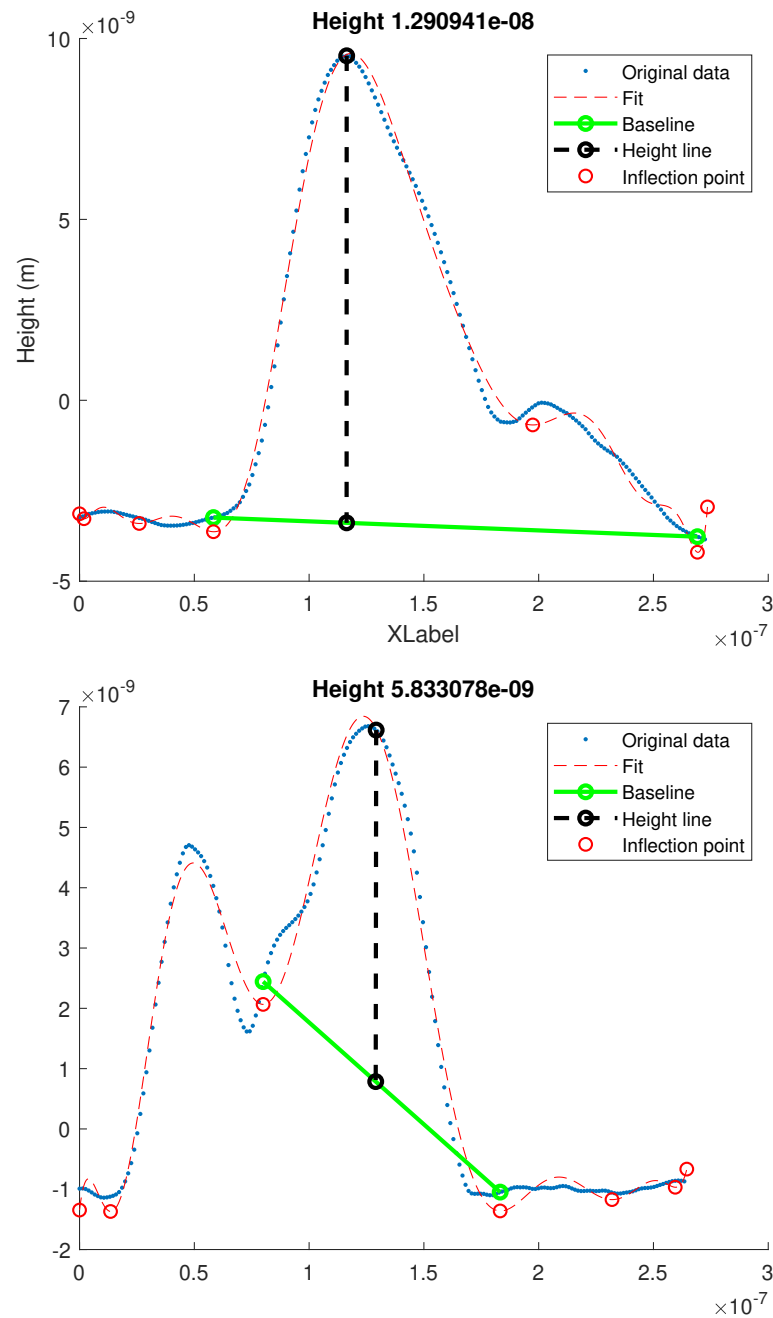 ×10⁻⁹
Height 1.290941e-08
10
5
0
-5
Height (m)
Original data
Fit
Baseline
Height line
Inflection point
0 0.5 1 1.5 2 2.5 3
XLabel
×10⁻⁷
×10⁻⁹
Height 5.833078e-09
7
6
5
4
3
2
1
0
-1
-2
Original data
Fit
Baseline
Height line
Inflection point
0 0.5 1 1.5 2 2.5 3
×10⁻⁷